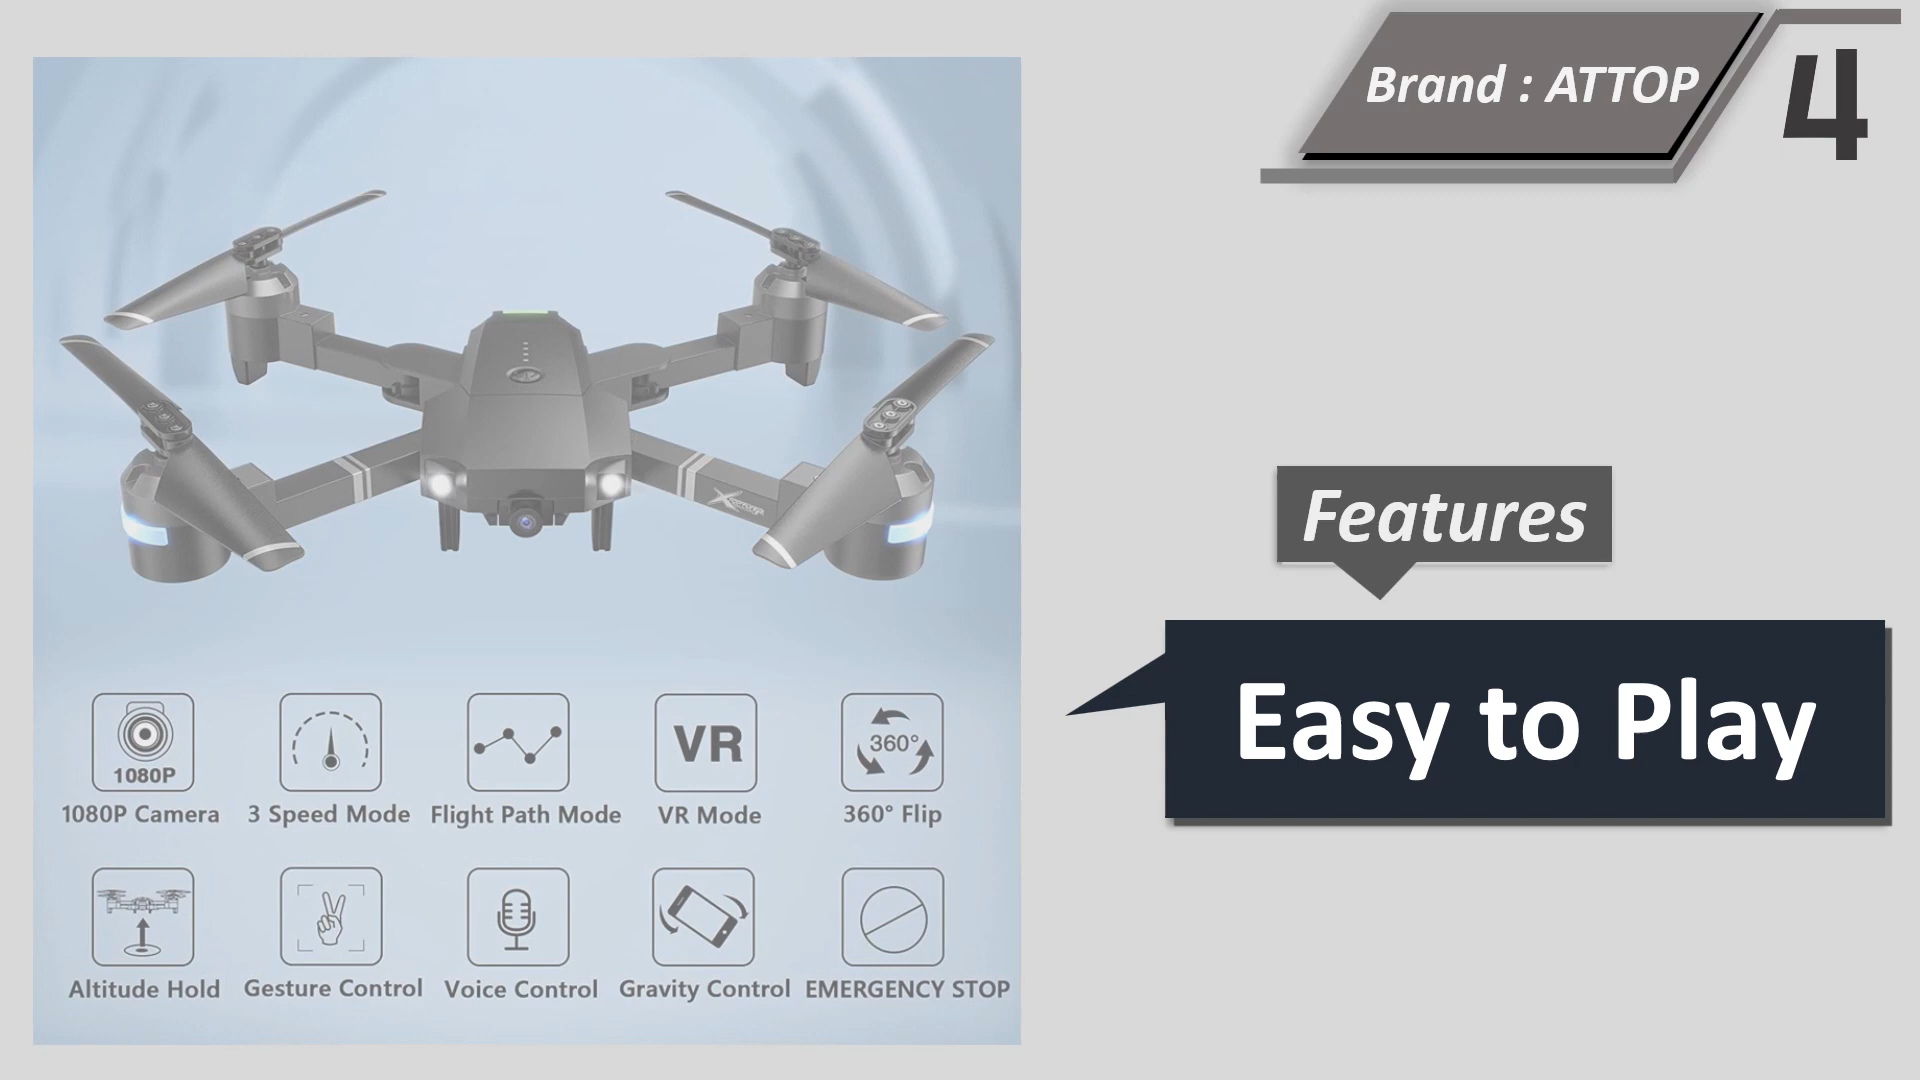 Brand : ATTOP
4
Features
Easy to Play
1080P
VR
360°
1080P Camera
3 Speed Mode
Flight Path Mode
VR Mode
360° Flip
Altitude Hold
Gesture Control
Voice Control
Gravity Control
EMERGENCY STOP